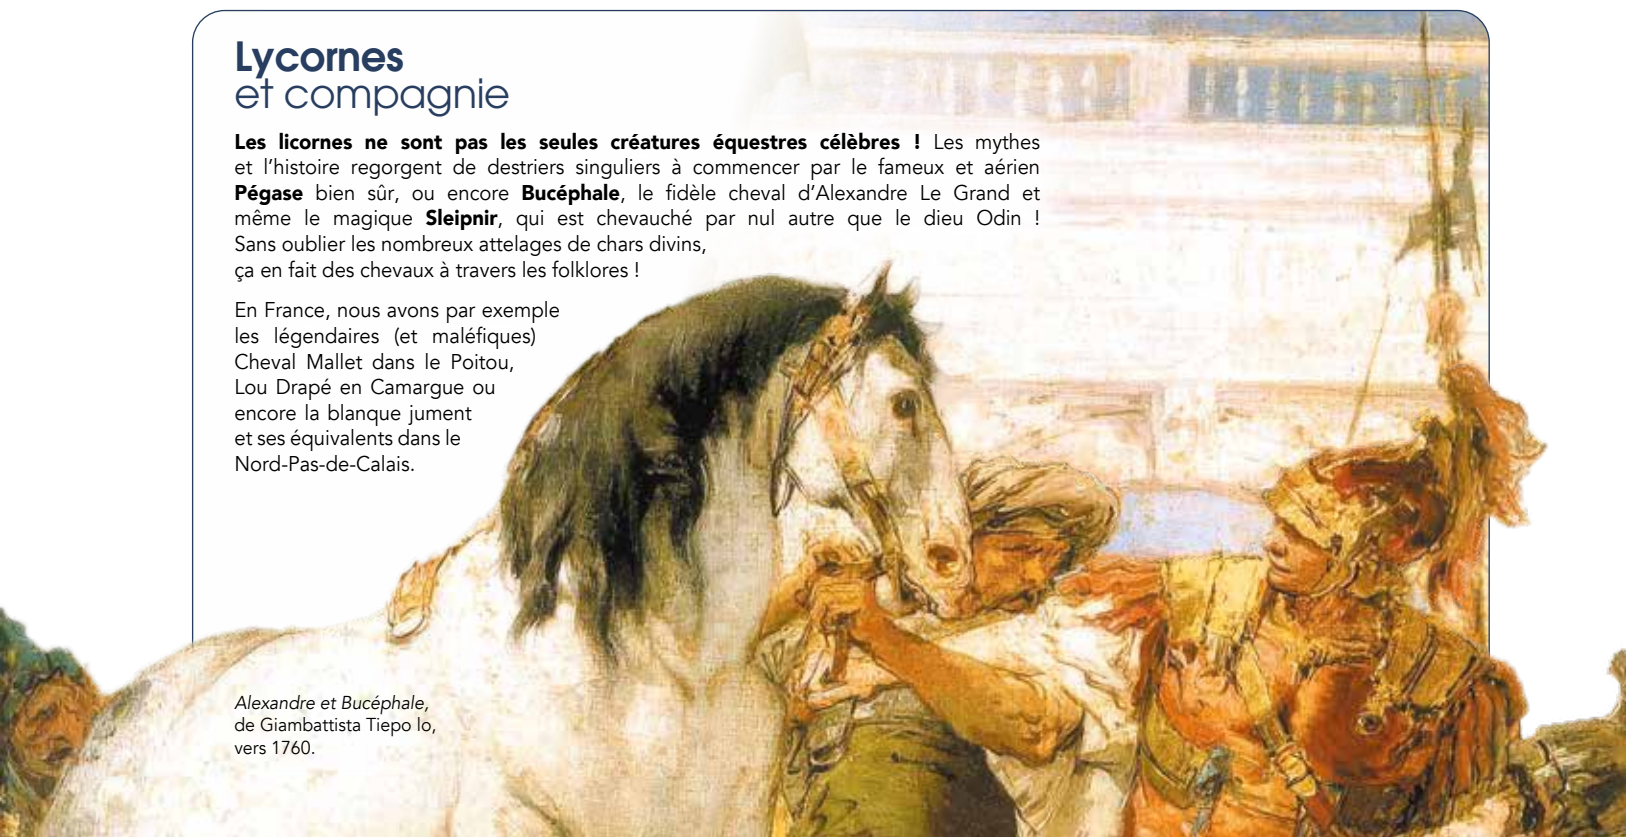 Lycornes
et compagnie
Les licornes ne sont pas les seules créatures équestres célèbres ! Les mythes
et l’histoire regorgent de destriers singuliers à commencer par le fameux et aérien
Pégase bien sûr, ou encore Bucéphale, le fidèle cheval d’Alexandre Le Grand et
même le magique Sleipnir, qui est chevauché par nul autre que le dieu Odin !
Sans oublier les nombreux attelages de chars divins,
ça en fait des chevaux à travers les folklores !
En France, nous avons par exemple
les légendaires (et maléfiques)
Cheval Mallet dans le Poitou,
Lou Drapé en Camargue ou
encore la blanque jument
et ses équivalents dans le
Nord-Pas-de-Calais.
Alexandre et Bucéphale,
de Giambattista Tiepo lo,
vers 1760.